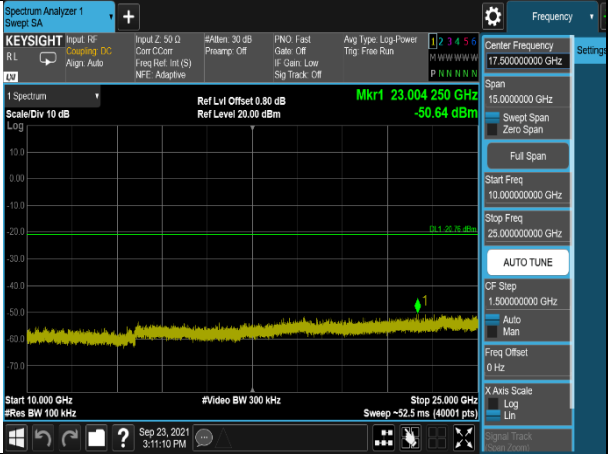 Spectrum Analyzer 1
Swept SA
Frequency
KEYSIGHT
Input: RF
Coupling: DC
Align: Auto
Input Z: 50 Ω
Corr CCorr
Freq Ref: Int (S)
NFE: Adaptive
#Atten: 30 dB
Preamp: Off
PNO: Fast
Gate: Off
IF Gain: Low
Sig Track: Off
Avg Type: Log-Power
Trig: Free Run
1 2 3 4 5 6
M W W W W W
P N N N N N
R L
1 Spectrum
Scale/Div 10 dB
Ref Lvl Offset 0.80 dB
Ref Level 20.00 dBm
Mkr1 23.004 250 GHz
-50.64 dBm
Log
10.0
0.00
-10.0
-20.0
DL1 -20.76 dBm
-30.0
-40.0
1
-50.0
-60.0
-70.0
Start 10.000 GHz
#Res BW 100 kHz
#Video BW 300 kHz
Stop 25.000 GHz
Sweep ~52.5 ms (40001 pts)
Sep 23, 2021
3:11:10 PM
Center Frequency
17.500000000 GHz
Settings
Span
15.0000000 GHz
Swept Span
Zero Span
Full Span
Start Freq
10.000000000 GHz
Stop Freq
25.000000000 GHz
AUTO TUNE
CF Step
1.500000000 GHz
Auto
Man
Freq Offset
0 Hz
X Axis Scale
Log
Lin
Signal Track
(Span Zoom)